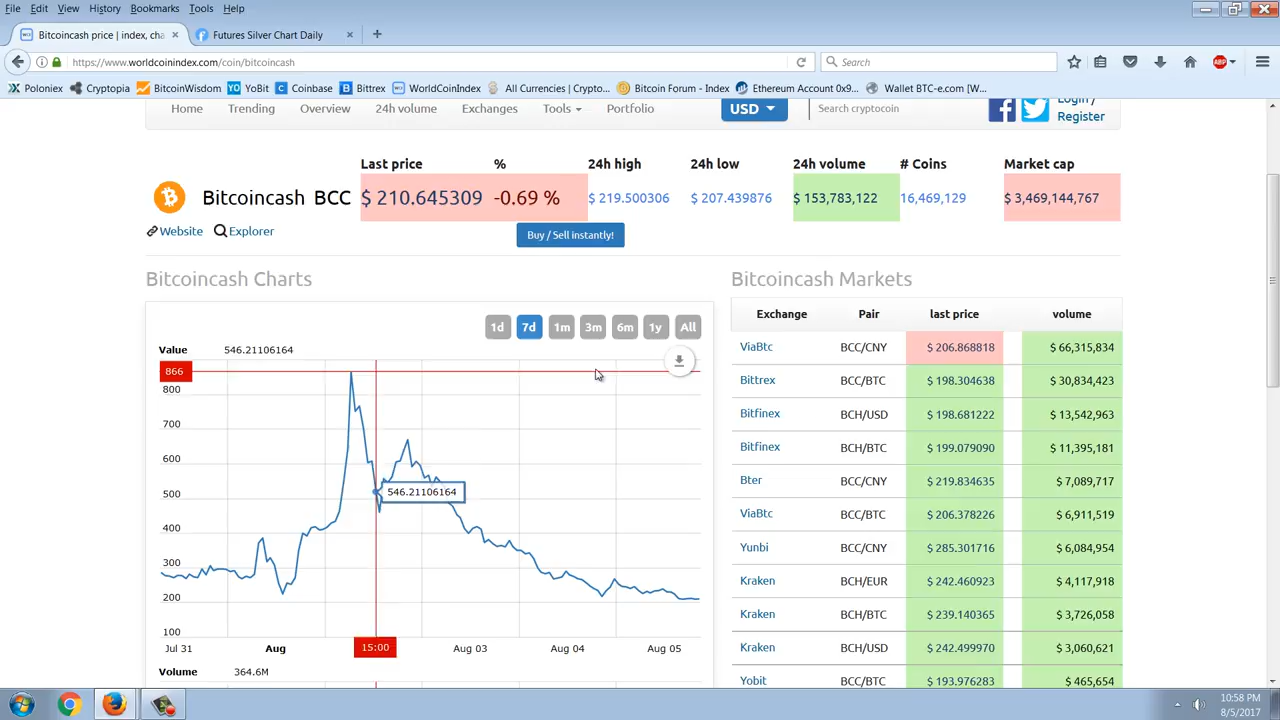 File Edit View History Bookmarks Tools Help
Bitcoincash price | index, cha
Futures Silver Chart Daily
https://www.worldcoinindex.com/coin/bitcoincash
Search
ABP
Poloniex Cryptopia BitcoinWisdom YO YoBit Coinbase Bittrex WorldCoinIndex All Currencies | Crypto... Bitcoin Forum - Index Ethereum Account 0x9... Wallet BTC-e.com [W...
Home Trending Overview 24h volume Exchanges Tools Portfolio USD Search cryptocoin Login / Register
Last price % 24h high 24h low 24h volume # Coins Market cap
Bitcoincash BCC $ 210.645309 -0.69 % $ 219.500306 $ 207.439876 $ 153,783,122 16,469,129 $ 3,469,144,767
Website Explorer Buy / Sell instantly!
Bitcoincash Charts
1d 7d 1m 3m 6m 1y All
Value 546.21106164
866
800
700
600
500
400
300
200
100
546.21106164
Jul 31 Aug 15:00 Aug 03 Aug 04 Aug 05
Volume 364.6M
Bitcoincash Markets
Exchange Pair last price volume
ViaBtc BCC/CNY $ 206.868818 $ 66,315,834
Bittrex BCC/BTC $ 198.304638 $ 30,834,423
Bitfinex BCH/USD $ 198.681222 $ 13,542,963
Bitfinex BCH/BTC $ 199.079090 $ 11,395,181
Bter BCC/BTC $ 219.834635 $ 7,089,717
ViaBtc BCC/BTC $ 206.378226 $ 6,911,519
Yunbi BCC/CNY $ 285.301716 $ 6,084,954
Kraken BCH/EUR $ 242.460923 $ 4,117,918
Kraken BCH/BTC $ 239.140365 $ 3,726,058
Kraken BCH/USD $ 242.499970 $ 3,060,621
Yobit BCC/BTC $ 193.976283 $ 465,654
10:58 PM
8/5/2017